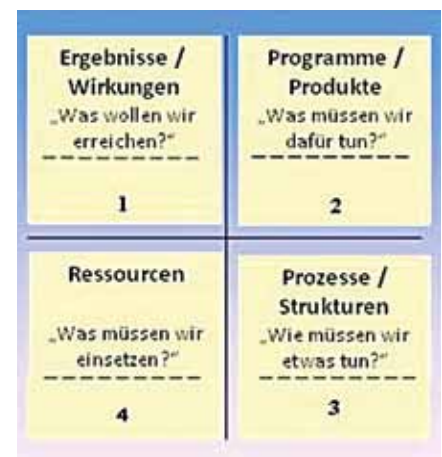 Ergebnisse /
Wirkungen
„Was wollen wir
erreichen?“
1
Programme /
Produkte
„Was müssen wir
dafür tun?“
2
Ressourcen
„Was müssen wir
einsetzen?“
4
Prozesse /
Strukturen
„Wie müssen wir
etwas tun?“
3